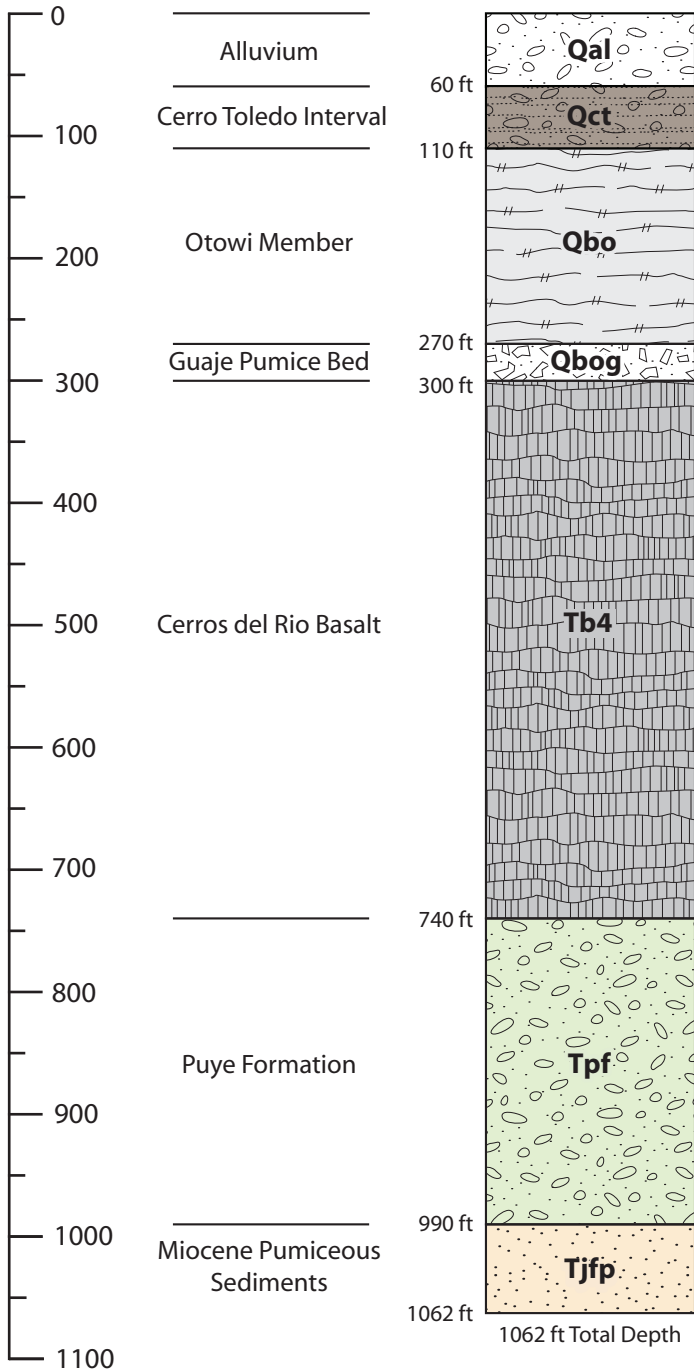 0
Alluvium
Qal
60 ft
Cerro Toledo Interval
Qct
100
110 ft
Otowi Member
Qbo
200
270 ft
Guaje Pumice Bed
Qbog
300
300 ft
400
500
Cerros del Rio Basalt
Tb4
600
700
740 ft
800
Puye Formation
Tpf
900
990 ft
1000
Miocene Pumiceous
Sediments
Tjfp
1062 ft
1062 ft Total Depth
1100